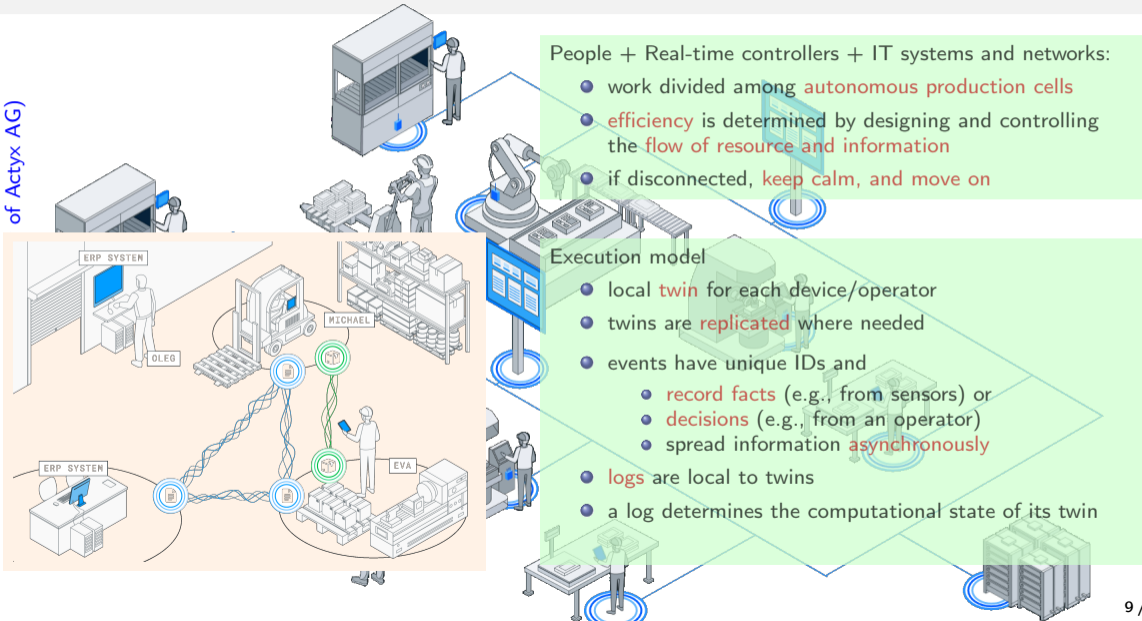 of Actyx AG)
People + Real-time controllers + IT systems and networks:
work divided among autonomous production cells
efficiency is determined by designing and controlling
the flow of resource and information
if disconnected, keep calm, and move on
ERP SYSTEM
OLEG
MICHAEL
ERP SYSTEM
EVA
Execution model
local twin for each device/operator
twins are replicated where needed
events have unique IDs and
record facts (e.g., from sensors) or
decisions (e.g., from an operator)
spread information asynchronously
logs are local to twins
a log determines the computational state of its twin
9 /